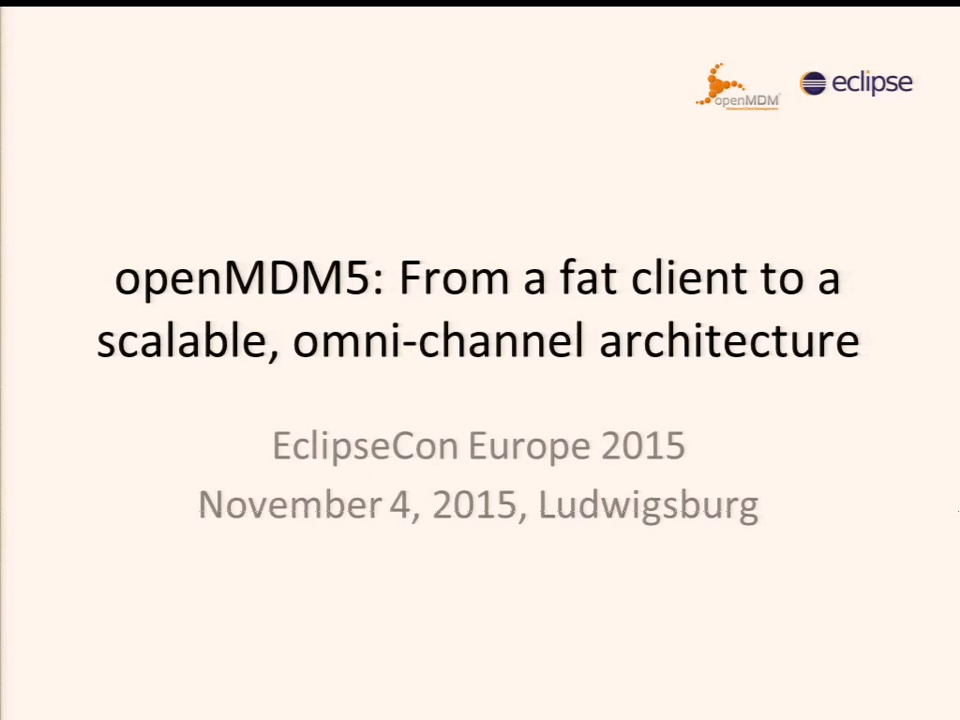 openMDM
eclipse
openMDM5: From a fat client to a
scalable, omni-channel architecture
EclipseCon Europe 2015
November 4, 2015, Ludwigsburg